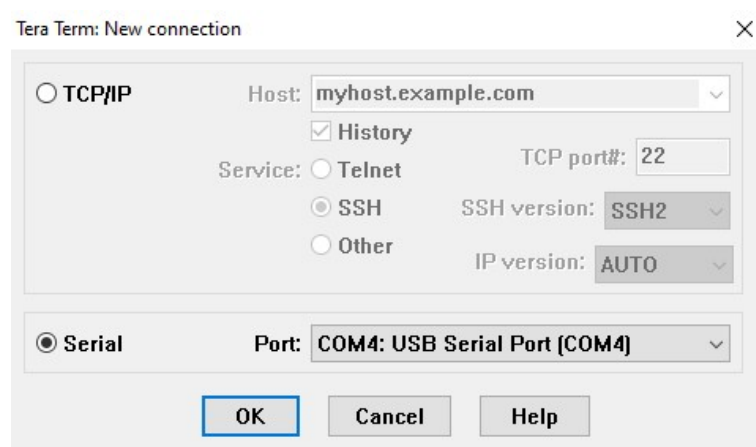 Tera Term: New connection
TCP/IP Host: myhost.example.com
History
Service: Telnet TCP port#: 22
SSH SSH version: SSH2
Other IP version: AUTO
Serial Port: COM4: USB Serial Port (COM4)
OK Cancel Help